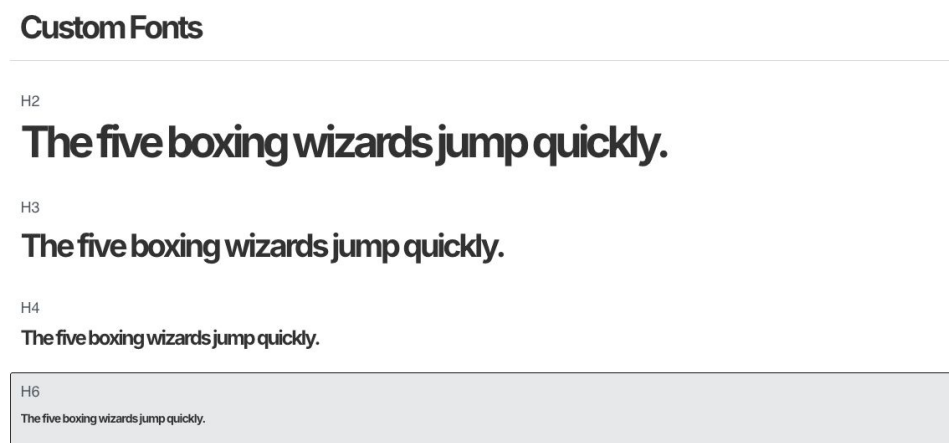 Custom Fonts
H2
The five boxing wizards jump quickly.
H3
The five boxing wizards jump quickly.
H4
The five boxing wizards jump quickly.
H6
The five boxing wizards jump quickly.